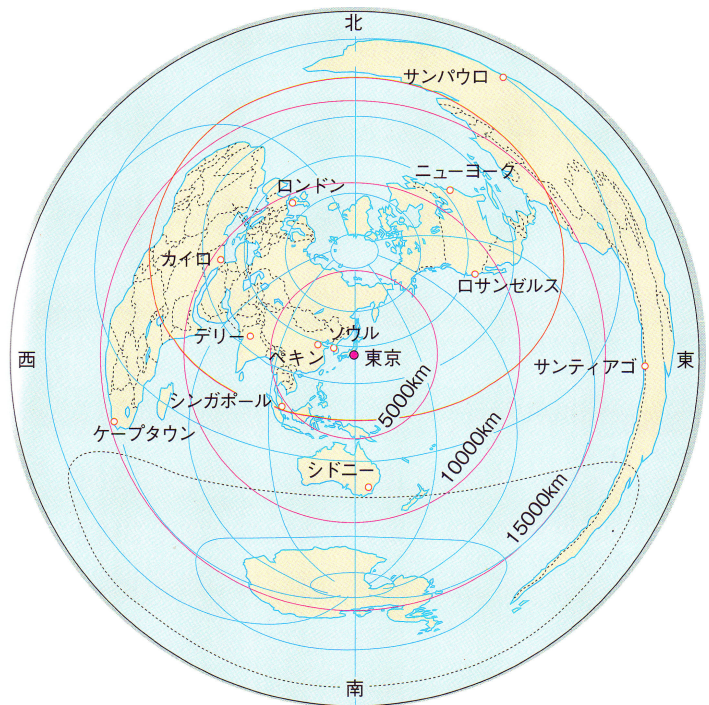 北
サンパウロ
ニューヨーク
ロンドン
カイロ
ロサンゼルス
デリー
ソウル
ペキン
東京
西
サンティアゴ
東
シンガポール
5000km
ケープタウン
10000km
シドニー
15000km
南